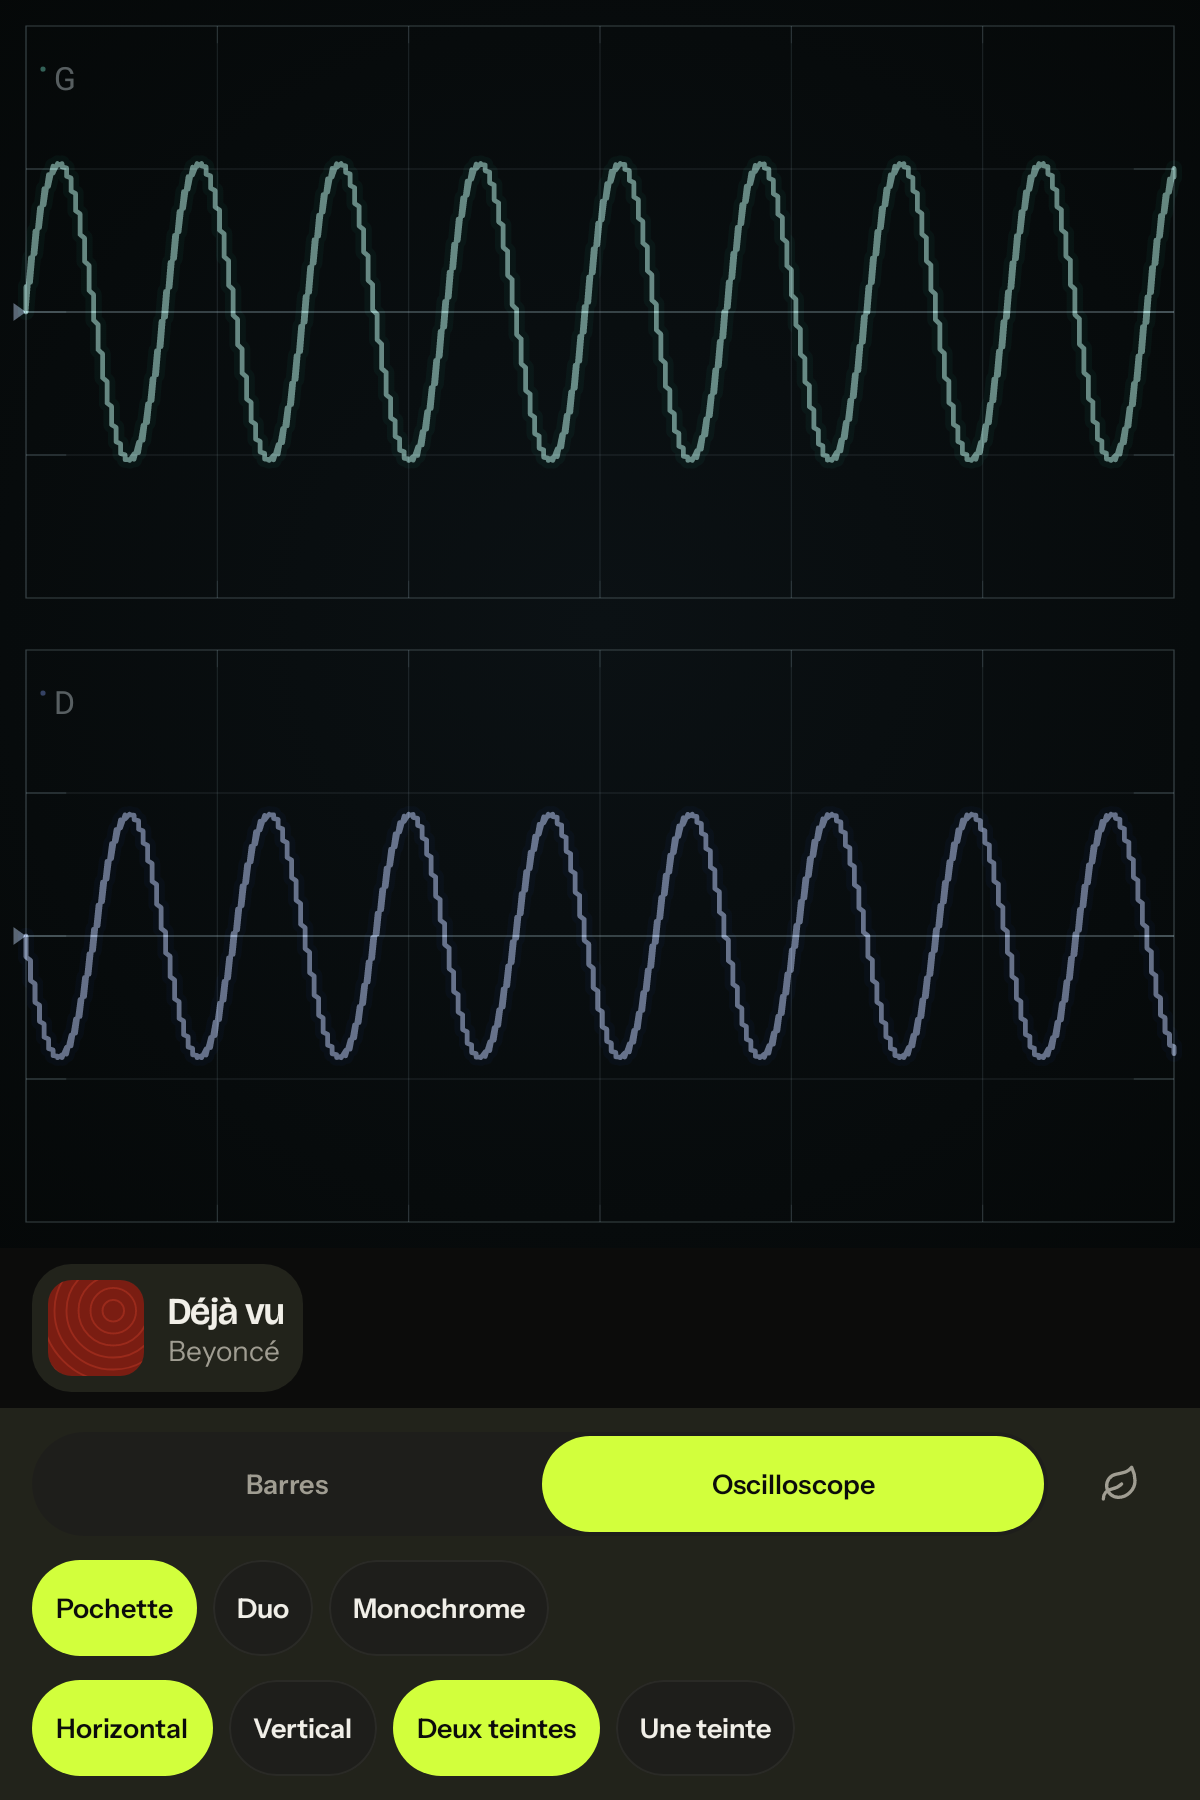 G
D
Déjà vu
Beyoncé
Barres
Oscilloscope
Pochette
Duo
Monochrome
Horizontal
Vertical
Deux teintes
Une teinte